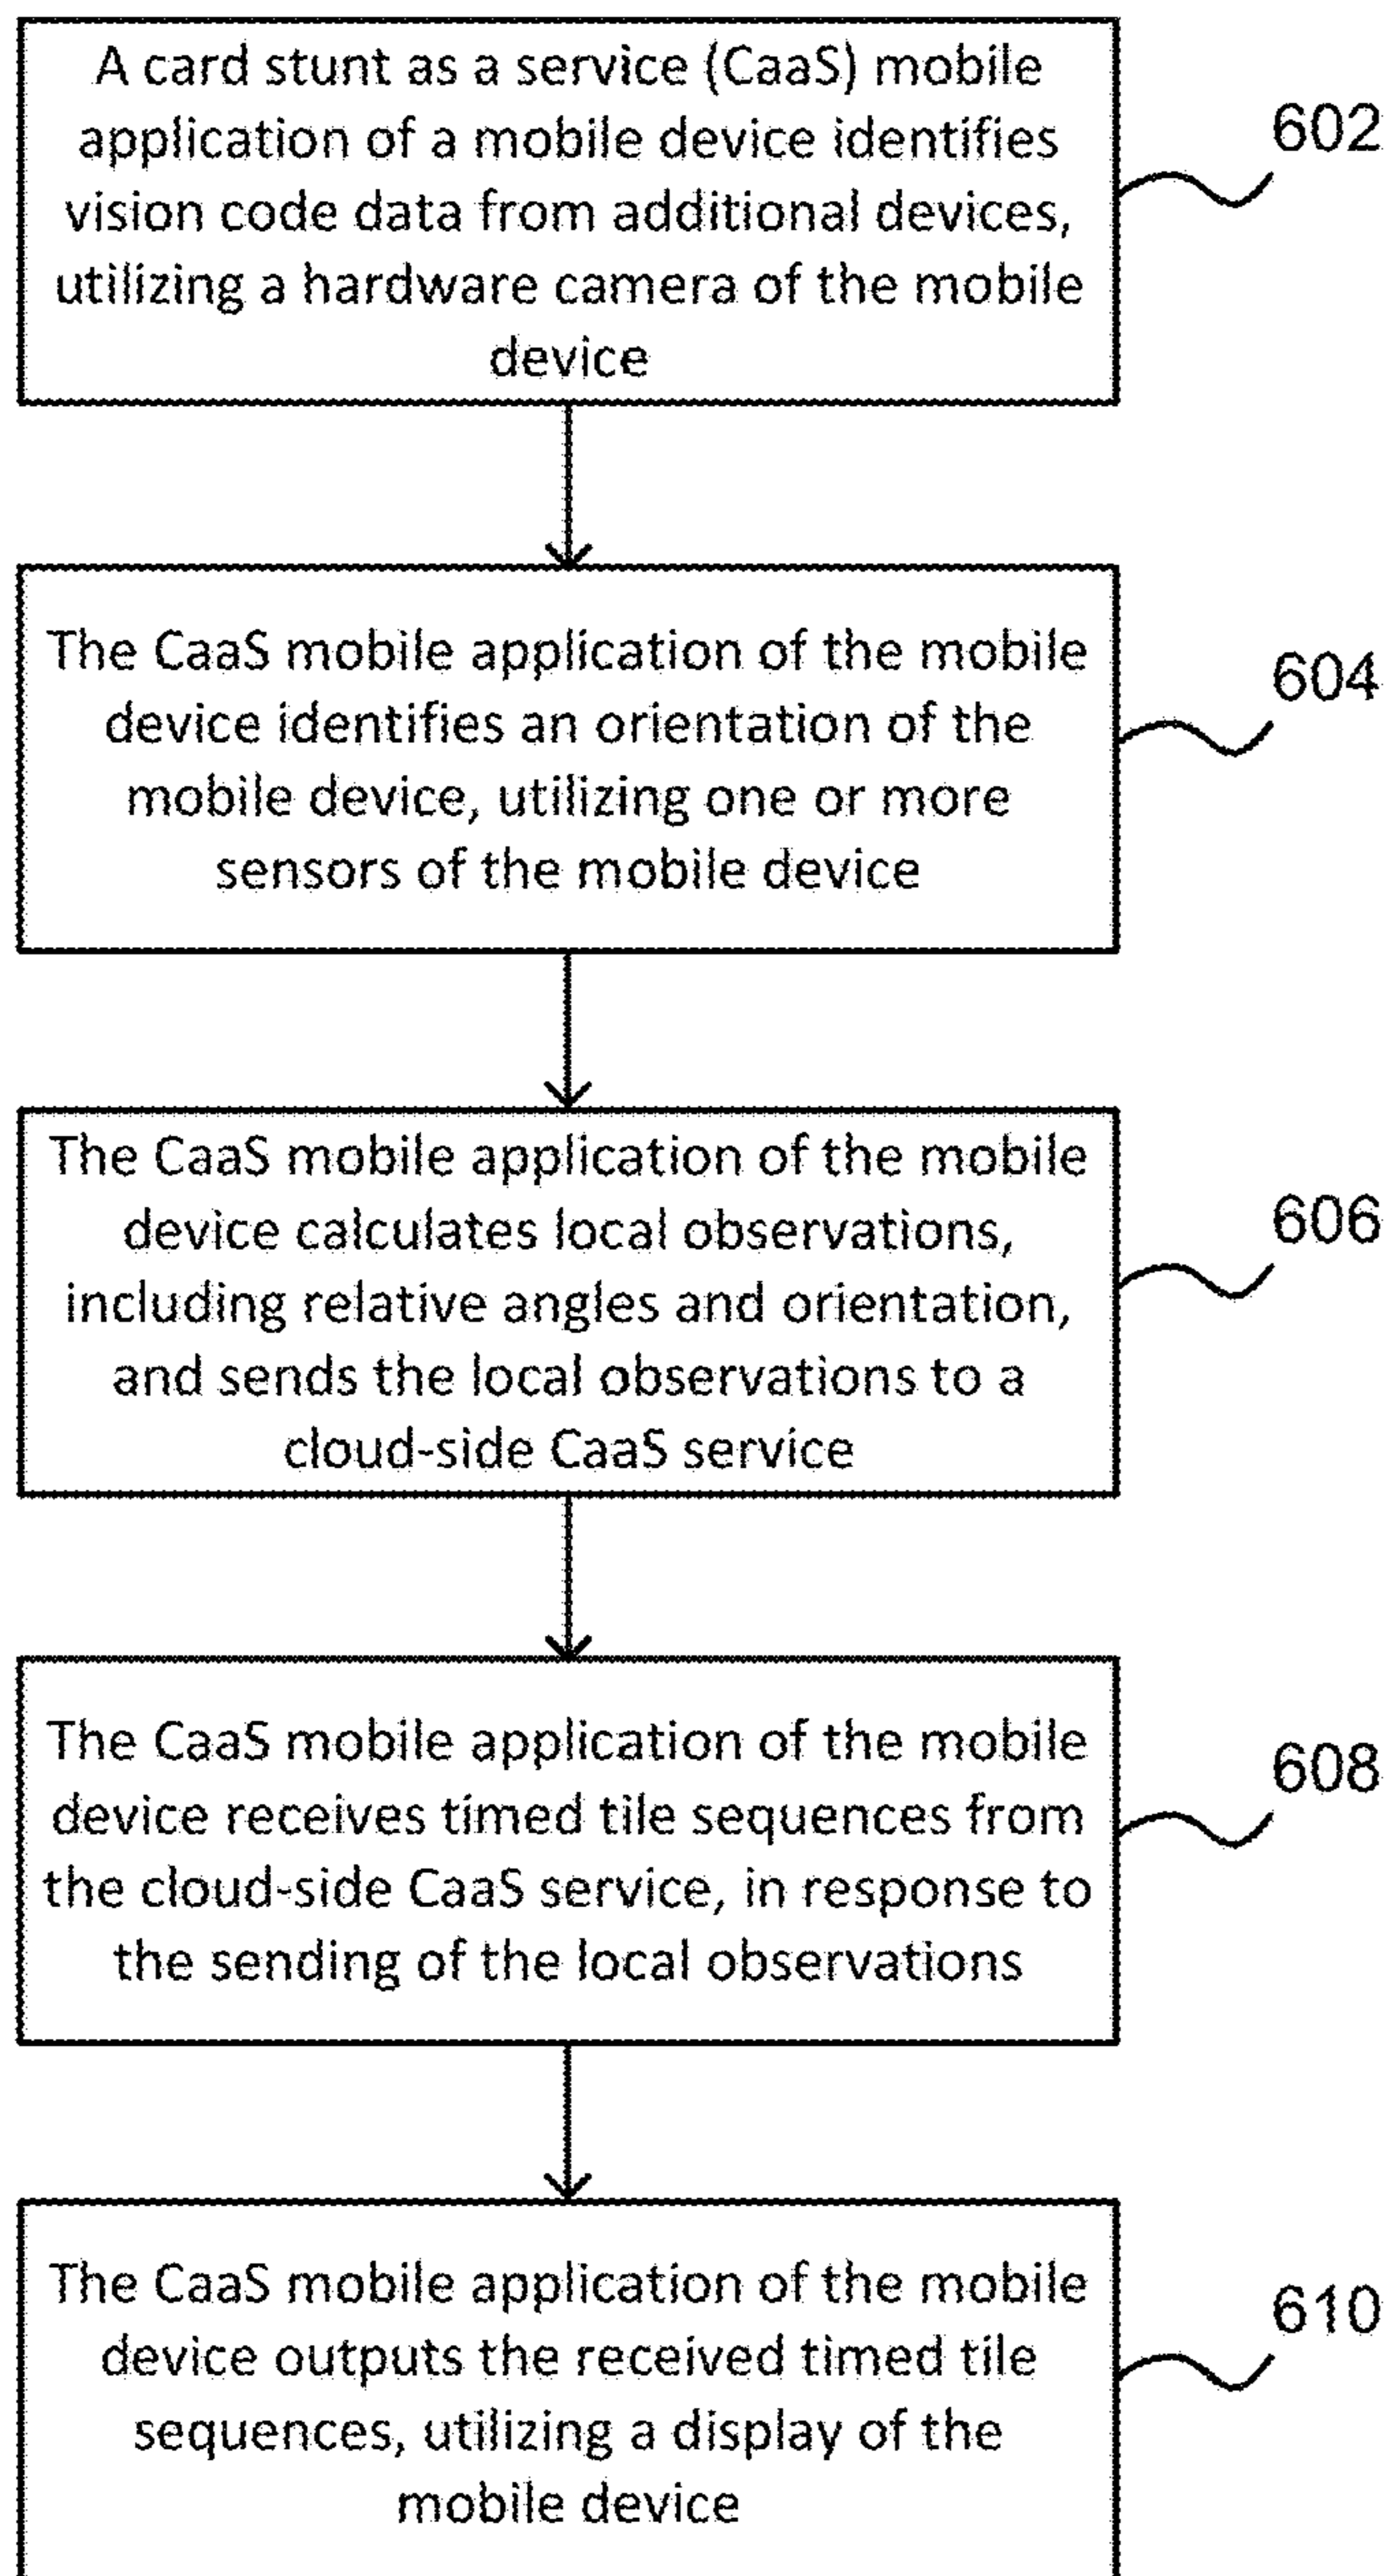 A card stunt as a service (CaaS) mobile
application of a mobile device identifies
vision code data from additional devices,
utilizing a hardware camera of the mobile
device
602
The CaaS mobile application of the mobile
device identifies an orientation of the
mobile device, utilizing one or more
sensors of the mobile device
604
The CaaS mobile application of the mobile
device calculates local observations,
including relative angles and orientation,
and sends the local observations to a
cloud-side CaaS service
606
The CaaS mobile application of the mobile
device receives timed tile sequences from
the cloud-side CaaS service, in response to
the sending of the local observations
608
The CaaS mobile application of the mobile
device outputs the received timed tile
sequences, utilizing a display of the
mobile device
610